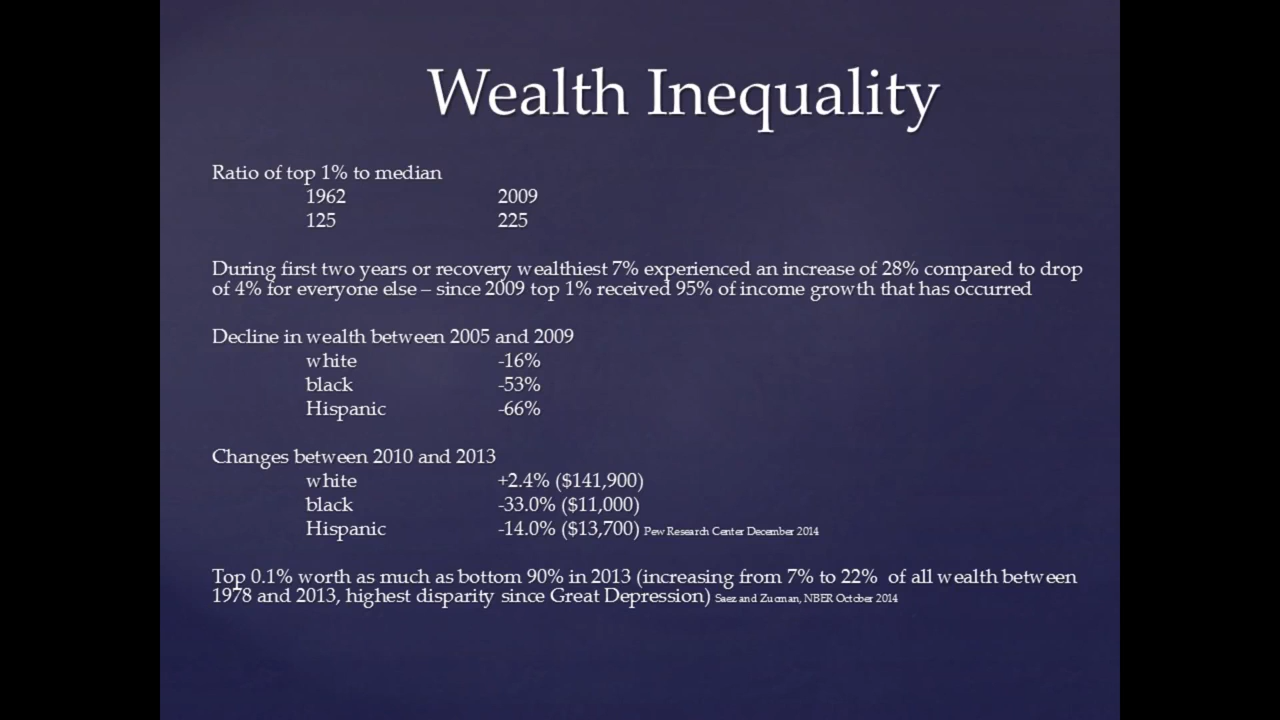 Wealth Inequality
Ratio of top 1% to median
1962 2009
125 225
During first two years or recovery wealthiest 7% experienced an increase of 28% compared to drop
of 4% for everyone else – since 2009 top 1% received 95% of income growth that has occurred
Decline in wealth between 2005 and 2009
white -16%
black -53%
Hispanic -66%
Changes between 2010 and 2013
white +2.4% ($141,900)
black -33.0% ($11,000)
Hispanic -14.0% ($13,700) Pew Research Center December 2014
Top 0.1% worth as much as bottom 90% in 2013 (increasing from 7% to 22% of all wealth between
1978 and 2013, highest disparity since Great Depression) Saez and Zucman, NBER October 2014